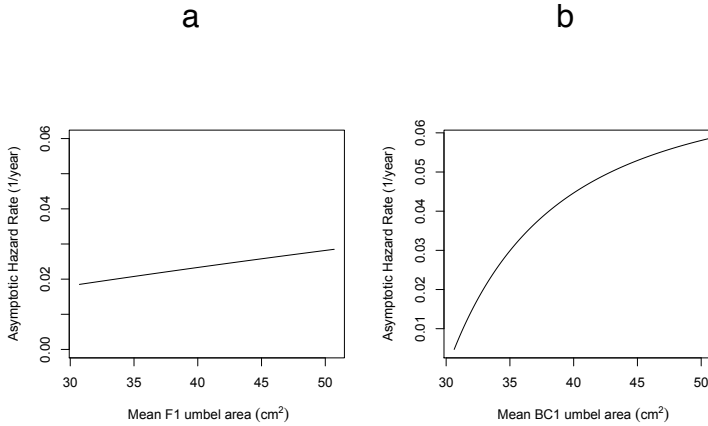 a
b
Asymptotic Hazard Rate (1/year)
0.06
0.04
0.02
0.00
30 35 40 45 50
Mean F1 umbel area (cm²)
Asymptotic Hazard Rate (1/year)
0.06
0.05
0.04
0.03
0.02
0.01
30 35 40 45 50
Mean BC1 umbel area (cm²)